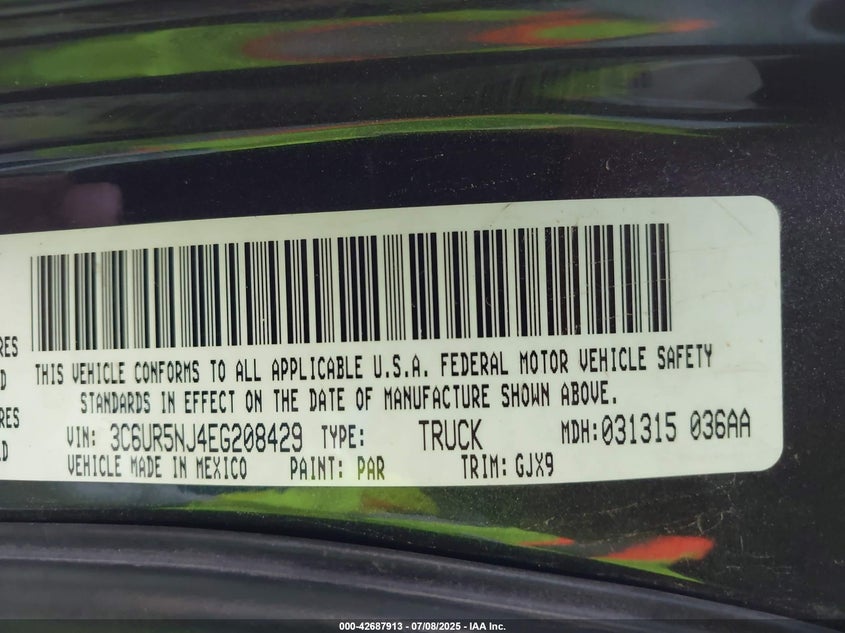 RES
THIS VEHICLE CONFORMS TO ALL APPLICABLE U.S.A. FEDERAL MOTOR VEHICLE SAFETY
D
STANDARDS IN EFFECT ON THE DATE OF MANUFACTURE SHOWN ABOVE.
RES
VIN: 3C6UR5NJ4EG208429 TYPE: TRUCK MDH:031315 036AA
D
VEHICLE MADE IN MEXICO PAINT: PAR TRIM: GJX9
000-42687913 - 07/08/2025 - IAA Inc.